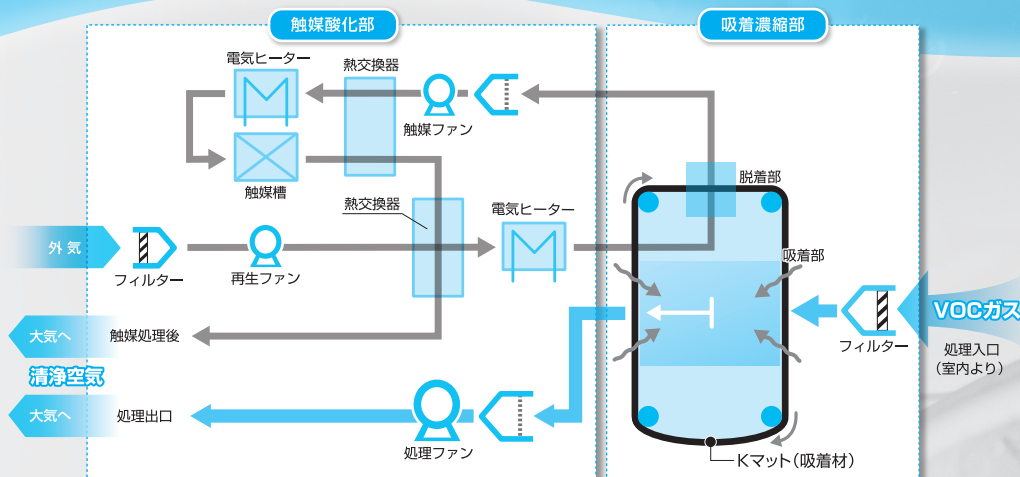 触媒酸化部
吸着濃縮部
電気ヒーター
熱交換器
触媒ファン
触媒槽
脱着部
熱交換器
電気ヒーター
外気
フィルター
再生ファン
吸着部
VOCガス
フィルター
処理入口
（室内より）
大気へ
触媒処理後
清浄空気
大気へ
処理出口
処理ファン
Kマット（吸着材）